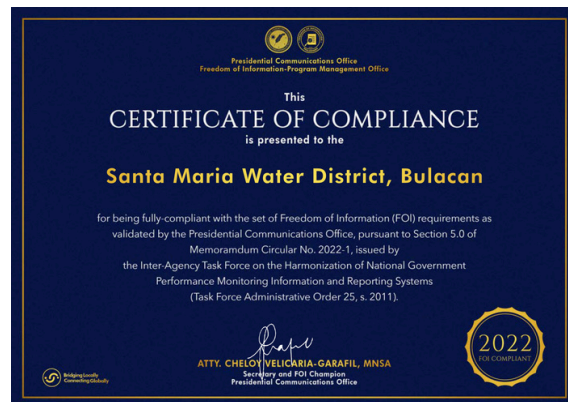 Presidential Communications Office
Freedom of Information-Program Management Office
This
CERTIFICATE OF COMPLIANCE
is presented to the
Santa Maria Water District, Bulacan
for being fully-compliant with the set of Freedom of Information (FOI) requirements as
validated by the Presidential Communications Office, pursuant to Section 5.0 of
Memoramdum Circular No. 2022-1, issued by
the Inter-Agency Task Force on the Harmonization of National Government
Performance Monitoring Information and Reporting Systems
(Task Force Administrative Order 25, s. 2011).
ATTY. CHELOY VELICARIA-GARAFIL, MNSA
Secretary and FOI Champion
Presidential Communications Office
2022
FOI COMPLIANT
Bridging Locally
Connecting Globally